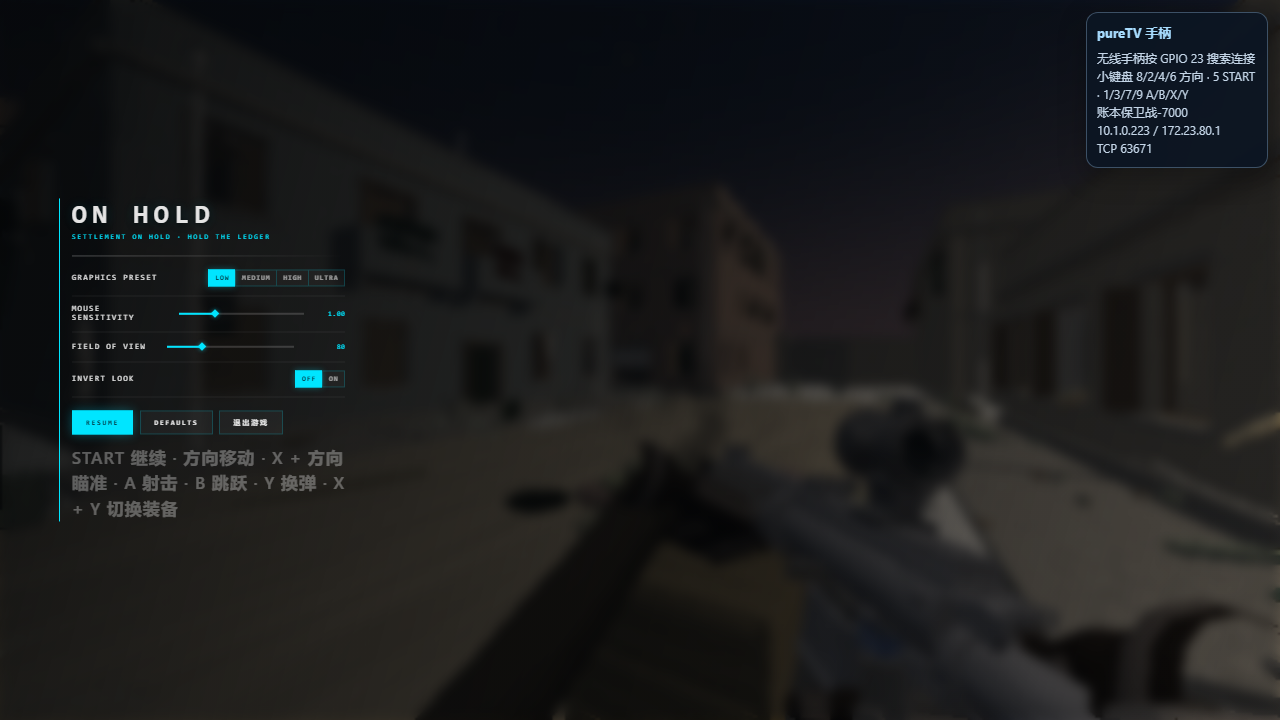 pureTV 手柄
无线手柄按 GPIO 23 搜索连接
小键盘 8/2/4/6 方向 · 5 START
· 1/3/7/9 A/B/X/Y
账本保卫战-7000
10.1.0.223 / 172.23.80.1
TCP 63671
ON HOLD
SETTLEMENT ON HOLD · HOLD THE LEDGER
GRAPHICS PRESET LOW MEDIUM HIGH ULTRA
MOUSE
SENSITIVITY 1.00
FIELD OF VIEW 80
INVERT LOOK OFF ON
RESUME DEFAULTS 退出游戏
START 继续 · 方向移动 · X + 方向
瞄准 · A 射击 · B 跳跃 · Y 换弹 · X
+ Y 切换装备